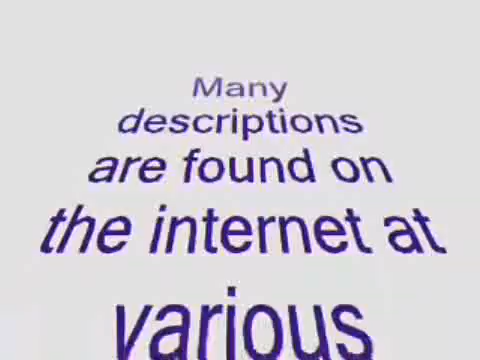 Many
descriptions
are found on
the internet at
various